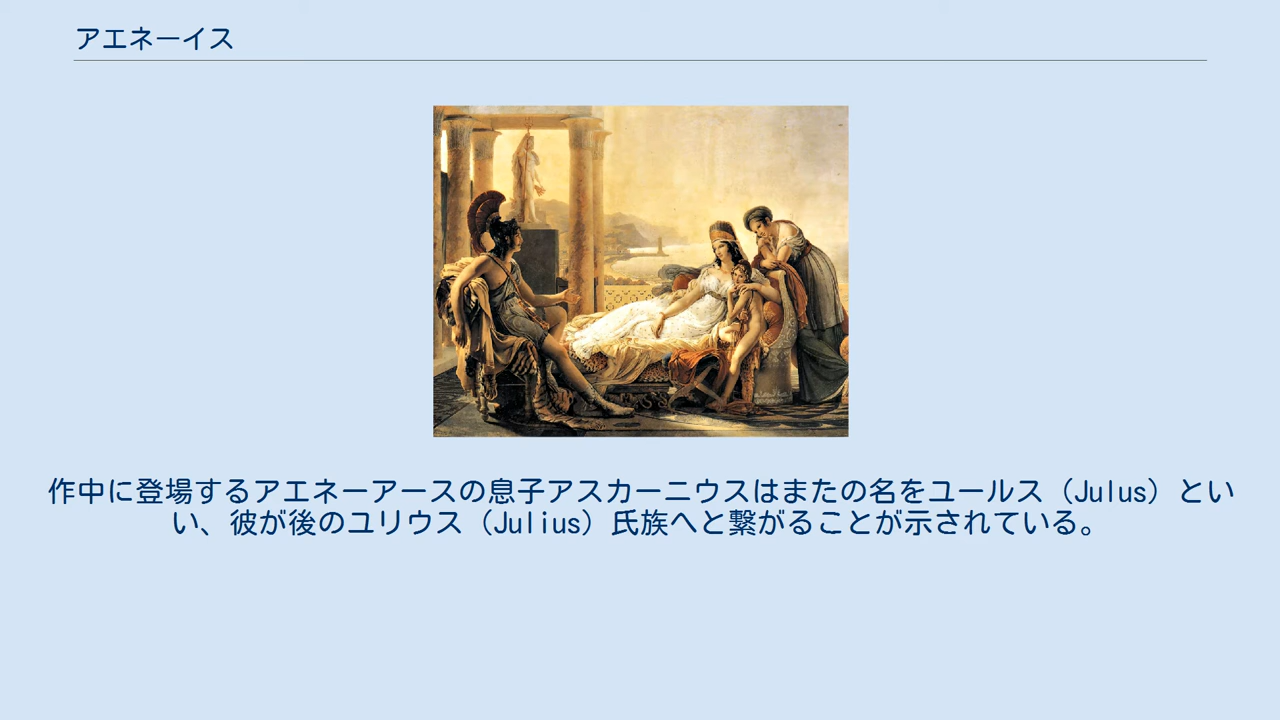 アエネーイス
作中に登場するアエネーアースの息子アスカーニウスはまたの名をユールス（Julus）とい
い、彼が後のユリウス（Julius）氏族へと繋がることが示されている。